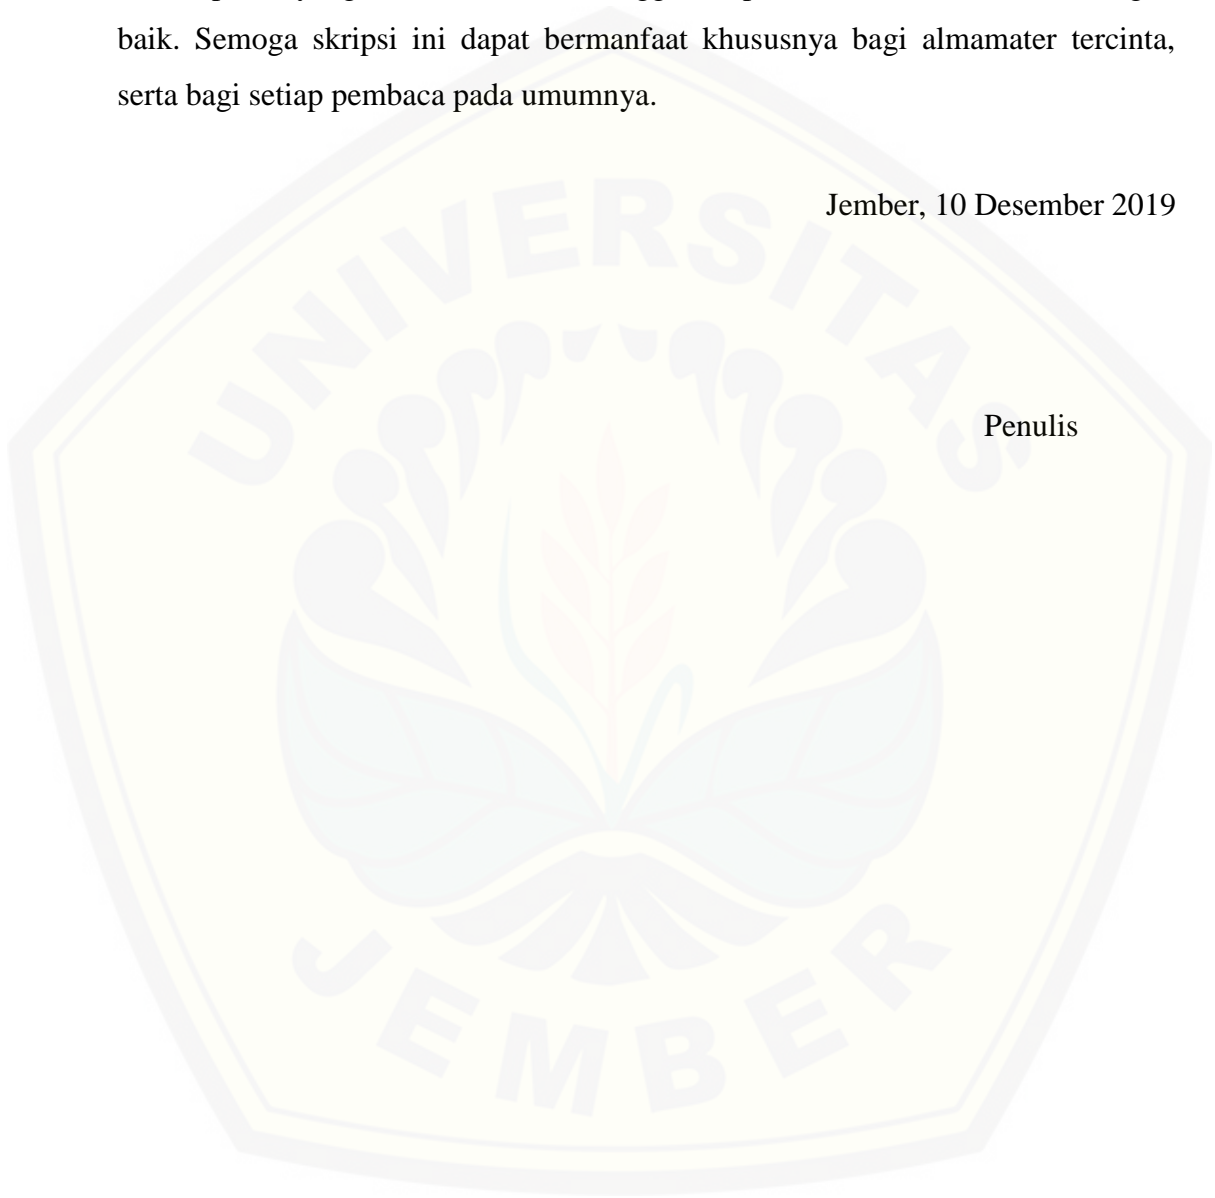 baik. Semoga skripsi ini dapat bermanfaat khususnya bagi almamater tercinta,
serta bagi setiap pembaca pada umumnya.
Jember, 10 Desember 2019
Penulis
UNIVERSITAS
JEMBER